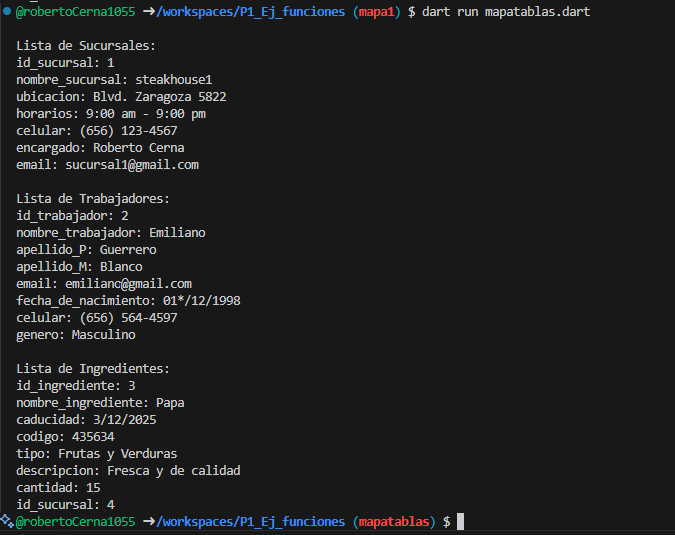 @robertoCerna1055 ➜/workspaces/P1_Ej_funciones (mapa1) $ dart run mapatablas.dart
Lista de Sucursales:
id_sucursal: 1
nombre_sucursal: steakhouse1
ubicacion: Blvd. Zaragoza 5822
horarios: 9:00 am - 9:00 pm
celular: (656) 123-4567
encargado: Roberto Cerna
email: sucursal1@gmail.com
Lista de Trabajadores:
id_trabajador: 2
nombre_trabajador: Emiliano
apellido_P: Guerrero
apellido_M: Blanco
email: emiliano@gmail.com
fecha_de_nacimiento: 01*/12/1998
celular: (656) 564-4597
genero: Masculino
Lista de Ingredientes:
id_ingrediente: 3
nombre_ingrediente: Papa
caducidad: 3/12/2025
codigo: 435634
tipo: Frutas y Verduras
descripcion: Fresca y de calidad
cantidad: 15
id_sucursal: 4
@robertoCerna1055 ➜/workspaces/P1_Ej_funciones (mapatablas) $